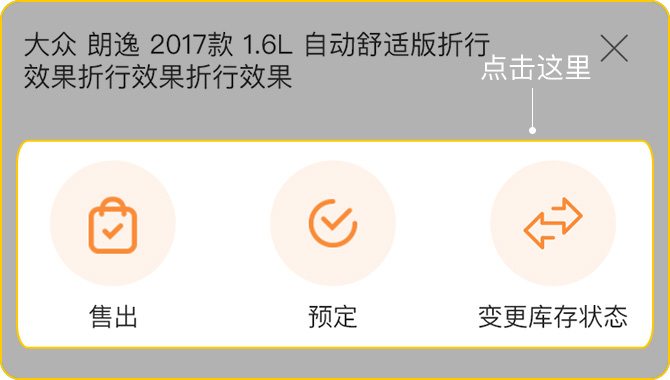 大众 朗逸 2017款 1.6L 自动舒适版折行
效果折行效果折行效果
点击这里
售出
预定
变更库存状态